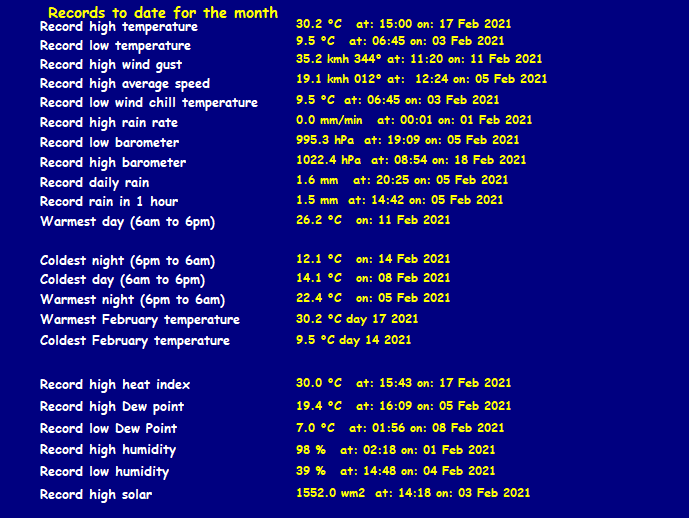 Records to date for the month
Record high temperature 30.2 °C at: 15:00 on: 17 Feb 2021
Record low temperature 9.5 °C at: 06:45 on: 03 Feb 2021
Record high wind gust 35.2 kmh 344° at: 11:20 on: 11 Feb 2021
Record high average speed 19.1 kmh 012° at: 12:24 on: 05 Feb 2021
Record low wind chill temperature 9.5 °C at: 06:45 on: 03 Feb 2021
Record high rain rate 0.0 mm/min at: 00:01 on: 01 Feb 2021
Record low barometer 995.3 hPa at: 19:09 on: 05 Feb 2021
Record high barometer 1022.4 hPa at: 08:54 on: 18 Feb 2021
Record daily rain 1.6 mm at: 20:25 on: 05 Feb 2021
Record rain in 1 hour 1.5 mm at: 14:42 on: 05 Feb 2021
Warmest day (6am to 6pm) 26.2 °C on: 11 Feb 2021
Coldest night (6pm to 6am) 12.1 °C on: 14 Feb 2021
Coldest day (6am to 6pm) 14.1 °C on: 08 Feb 2021
Warmest night (6pm to 6am) 22.4 °C on: 05 Feb 2021
Warmest February temperature 30.2 °C day 17 2021
Coldest February temperature 9.5 °C day 14 2021
Record high heat index 30.0 °C at: 15:43 on: 17 Feb 2021
Record high Dew point 19.4 °C at: 16:09 on: 05 Feb 2021
Record low Dew Point 7.0 °C at: 01:56 on: 08 Feb 2021
Record high humidity 98 % at: 02:18 on: 01 Feb 2021
Record low humidity 39 % at: 14:48 on: 04 Feb 2021
Record high solar 1552.0 wm2 at: 14:18 on: 03 Feb 2021